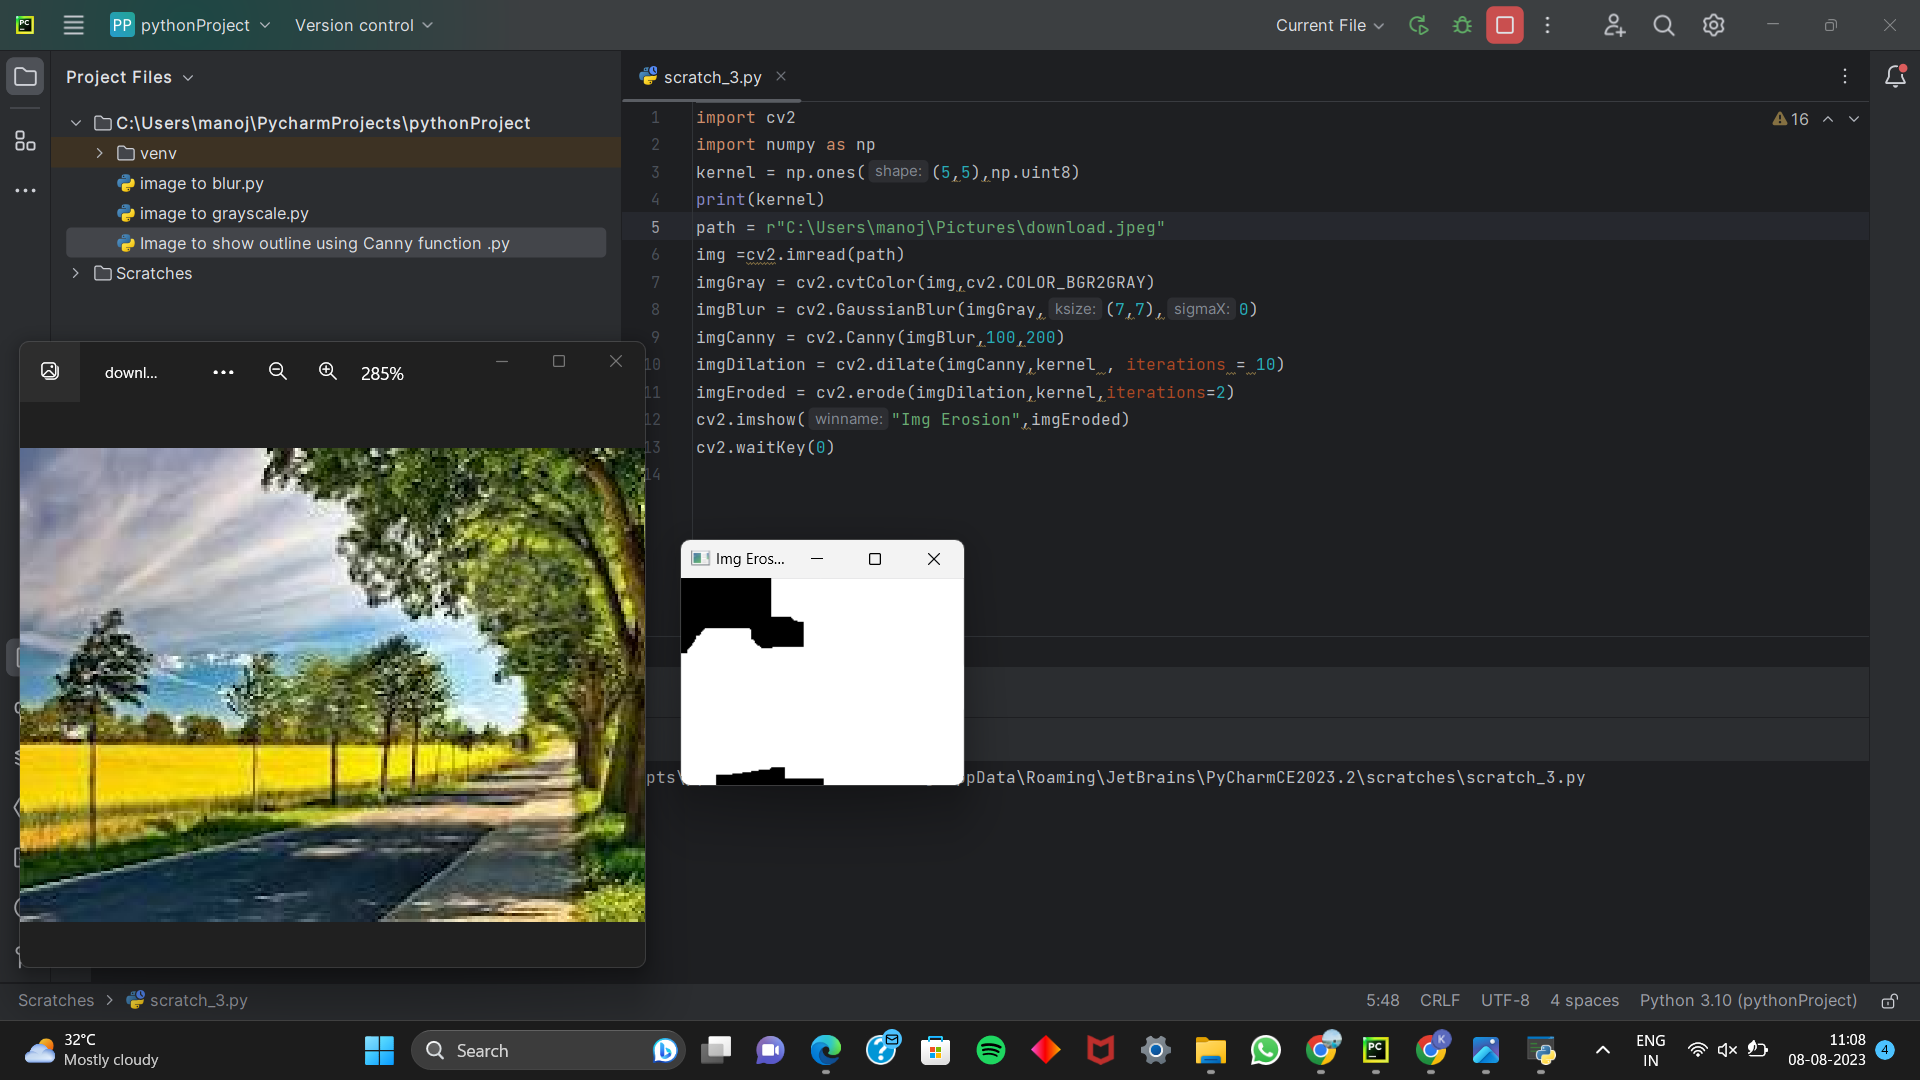 PC
PP pythonProject
Version control
Current File
Project Files
scratch_3.py
C:\Users\manoj\PycharmProjects\pythonProject
venv
image to blur.py
image to grayscale.py
Image to show outline using Canny function .py
Scratches
16
1 import cv2
2 import numpy as np
3 kernel = np.ones( shape: (5,5),np.uint8)
4 print(kernel)
5 path = r"C:\Users\manoj\Pictures\download.jpeg"
6 img =cv2.imread(path)
7 imgGray = cv2.cvtColor(img,cv2.COLOR_BGR2GRAY)
8 imgBlur = cv2.GaussianBlur(imgGray, ksize: (7,7), sigmaX: 0)
9 imgCanny = cv2.Canny(imgBlur,100,200)
10 imgDilation = cv2.dilate(imgCanny,kernel , iterations = 10)
11 imgEroded = cv2.erode(imgDilation,kernel,iterations=2)
12 cv2.imshow( winname: "Img Erosion",imgEroded)
13 cv2.waitKey(0)
14
downl... ... 285%
Img Eros...
pts\
pData\Roaming\JetBrains\PyCharmCE2023.2\scratches\scratch_3.py
Scratches > scratch_3.py
5:48 CRLF UTF-8 4 spaces Python 3.10 (pythonProject)
32°C
Mostly cloudy
Search
PC
K
ENG
IN
11:08
08-08-2023
4